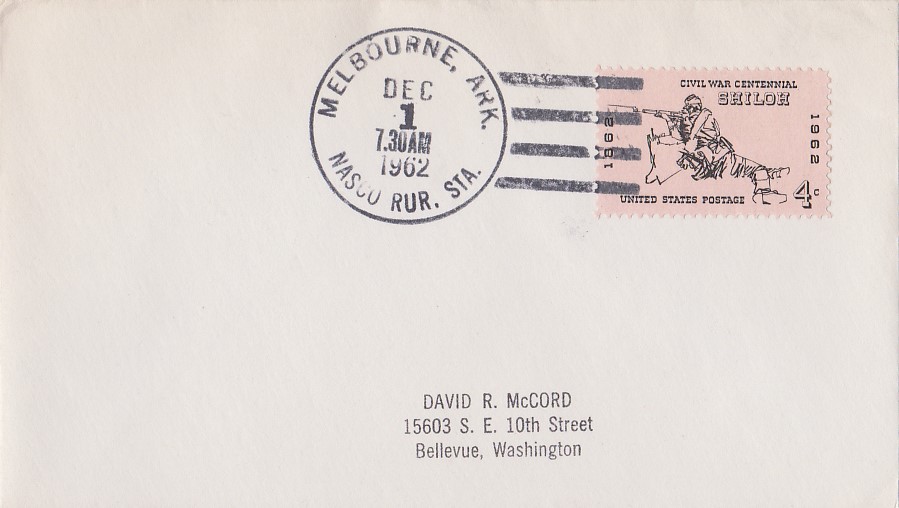 MELBOURNE, ARK.
DEC
1
7.30AM
1962
NASCO RUR. STA.
CIVIL WAR CENTENNIAL
SHILOH
1862
1962
UNITED STATES POSTAGE
4c
DAVID R. McCORD
15603 S. E. 10th Street
Bellevue, Washington